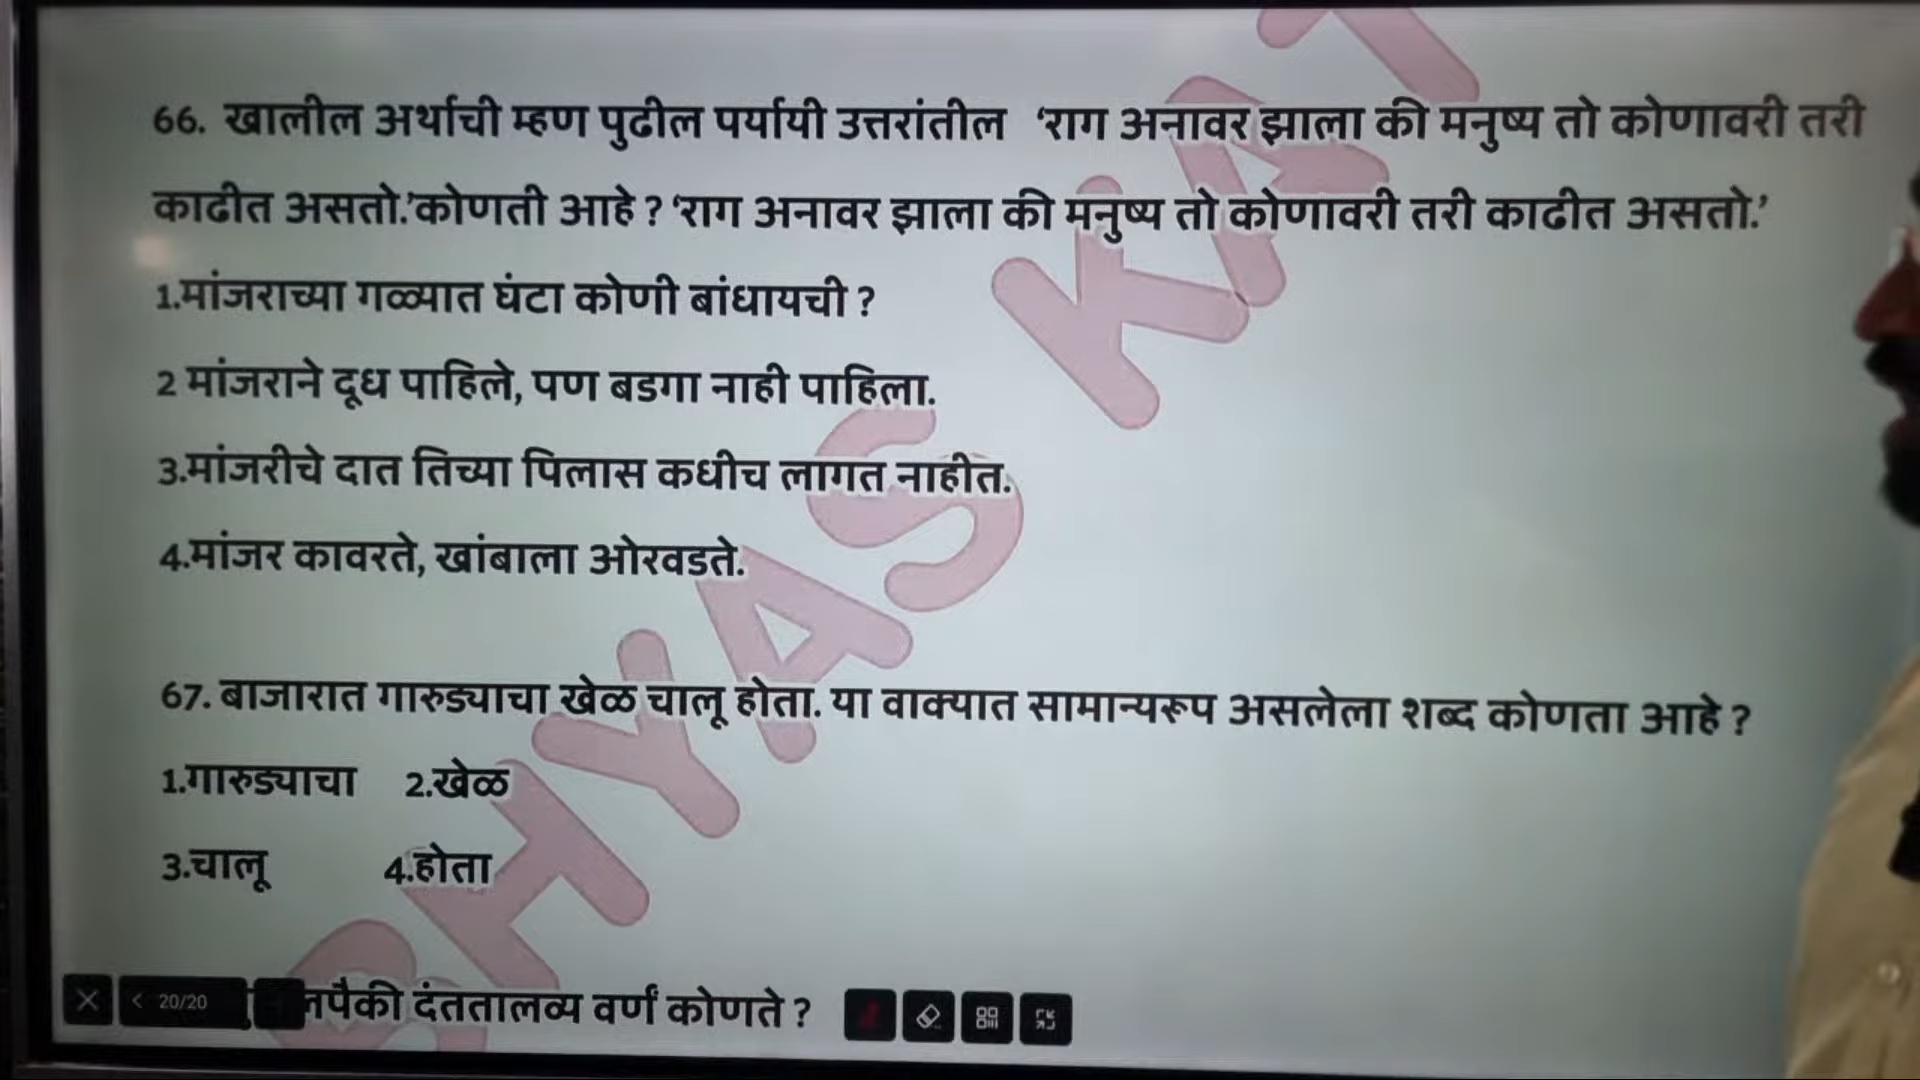 66. खालील अर्थाची म्हण पुढील पर्यायी उत्तरांतील 'राग अनावर झाला की मनुष्य तो कोणावरी तरी
काढीत असतो.'कोणती आहे ? 'राग अनावर झाला की मनुष्य तो कोणावरी तरी काढीत असतो.'
1.मांजराच्या गळ्यात घंटा कोणी बांधायची ?
2 मांजराने दूध पाहिले, पण बडगा नाही पाहिला.
3.मांजरीचे दात तिच्या पिलास कधीच लागत नाहीत.
4.मांजर कावरते, खांबाला ओरवडते.
67. बाजारात गारुड्याचा खेळ चालू होता. या वाक्यात सामान्यरूप असलेला शब्द कोणता आहे ?
1.गारुड्याचा 2.खेळ
3.चालू 4.होता
दंततालव्य वर्णं कोणते ?
20/20